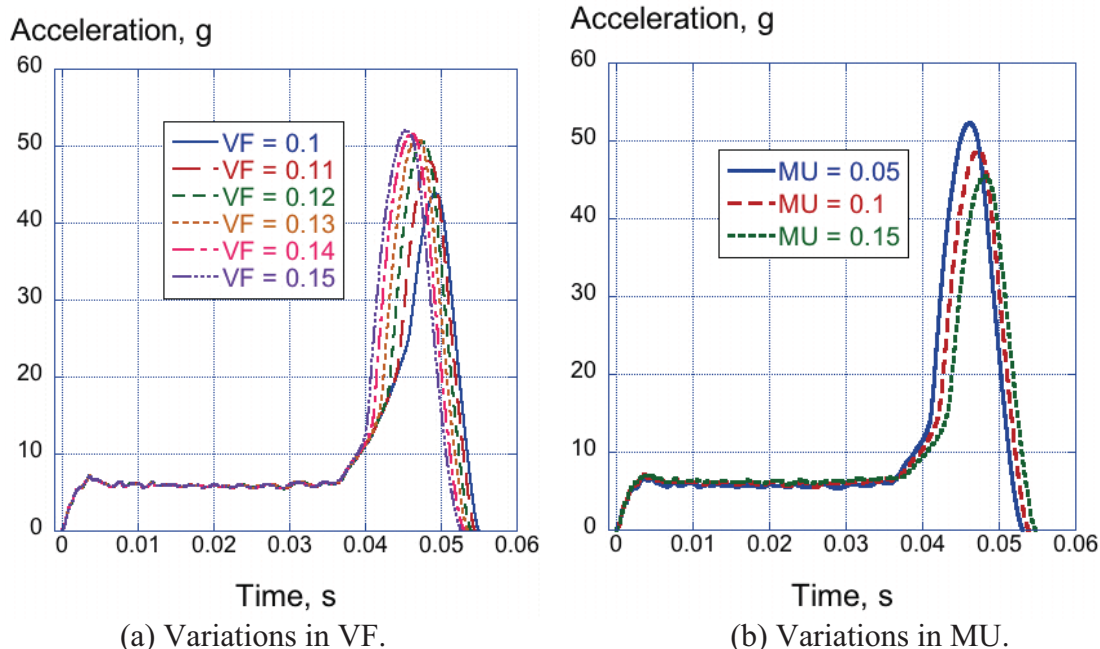 Acceleration, g
60
50
40
30
20
10
0
VF = 0.1
VF = 0.11
VF = 0.12
VF = 0.13
VF = 0.14
VF = 0.15
0 0.01 0.02 0.03 0.04 0.05 0.06
Time, s
(a) Variations in VF.
Acceleration, g
60
50
40
30
20
10
0
MU = 0.05
MU = 0.1
MU = 0.15
0 0.01 0.02 0.03 0.04 0.05 0.06
Time, s
(b) Variations in MU.